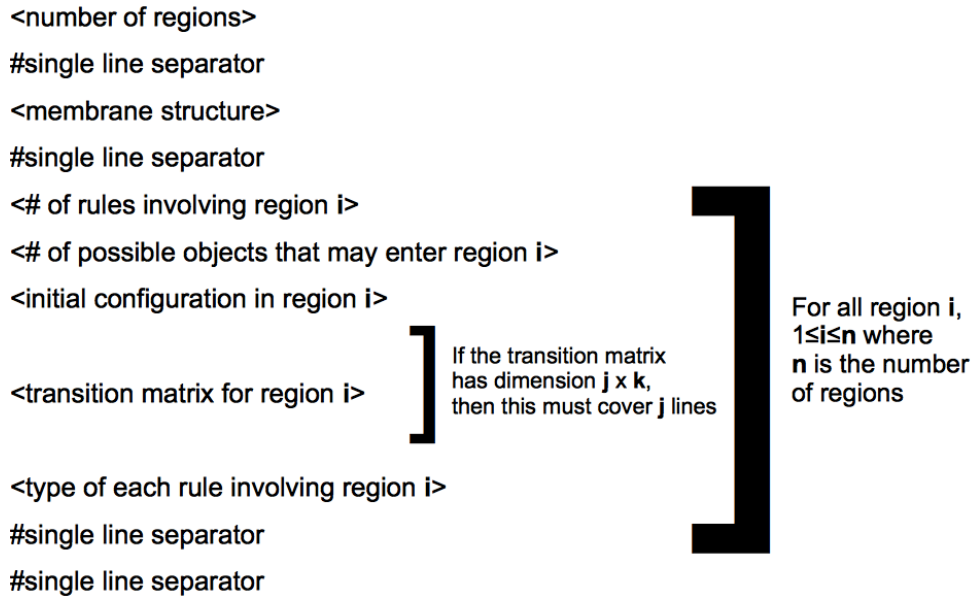 <number of regions>
#single line separator
<membrane structure>
#single line separator
<# of rules involving region i>
<# of possible objects that may enter region i>
<initial configuration in region i>
<transition matrix for region i>
If the transition matrix
has dimension j x k,
then this must cover j lines
<type of each rule involving region i>
#single line separator
#single line separator
For all region i,
1≤i≤n where
n is the number
of regions